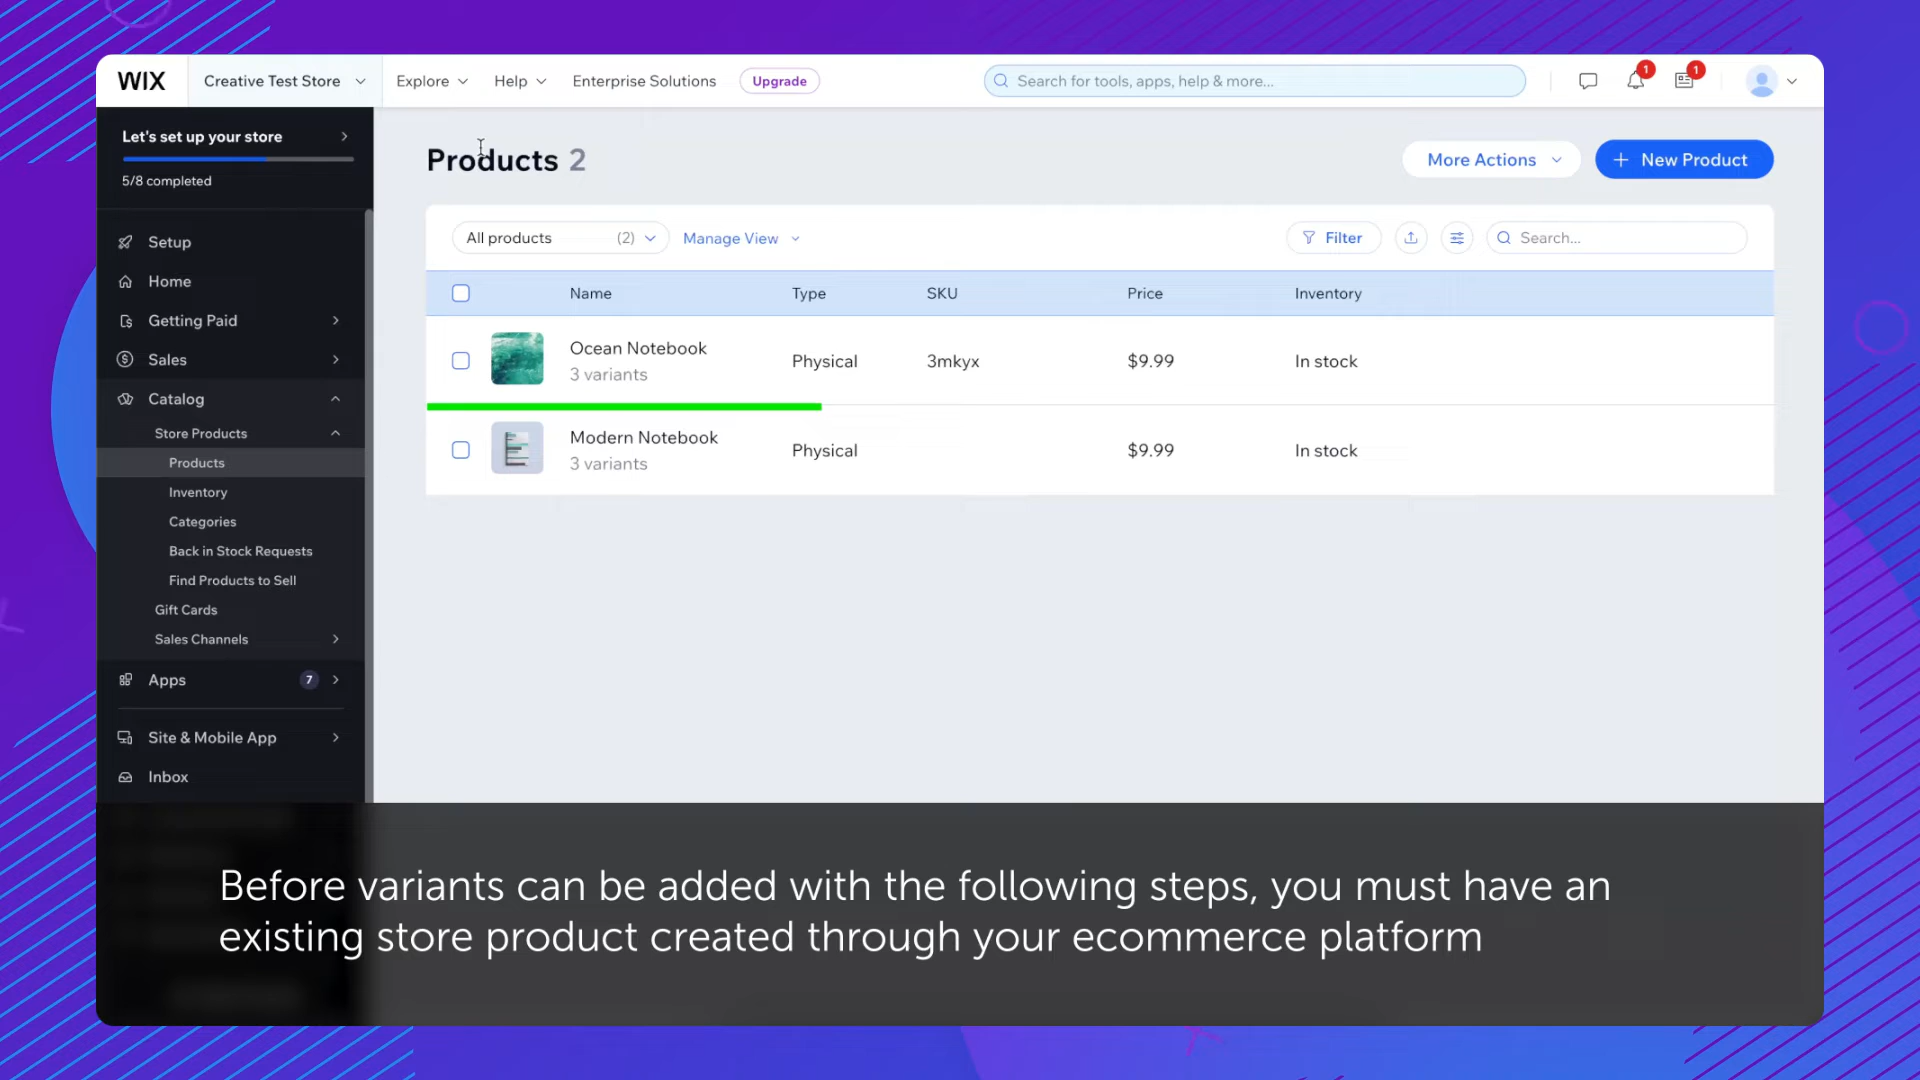 WIX
Creative Test Store
Explore
Help
Enterprise Solutions
Upgrade
Search for tools, apps, help & more...
1
1
Let's set up your store
5/8 completed
Setup
Home
Getting Paid
Sales
Catalog
Store Products
Products
Inventory
Categories
Back in Stock Requests
Find Products to Sell
Gift Cards
Sales Channels
Apps 7
Site & Mobile App
Inbox
Products 2
More Actions
+ New Product
All products (2)
Manage View
Filter
Search...
Name Type SKU Price Inventory
Ocean Notebook
3 variants
Physical 3mkyx $9.99 In stock
Modern Notebook
3 variants
Physical $9.99 In stock
Before variants can be added with the following steps, you must have an
existing store product created through your ecommerce platform